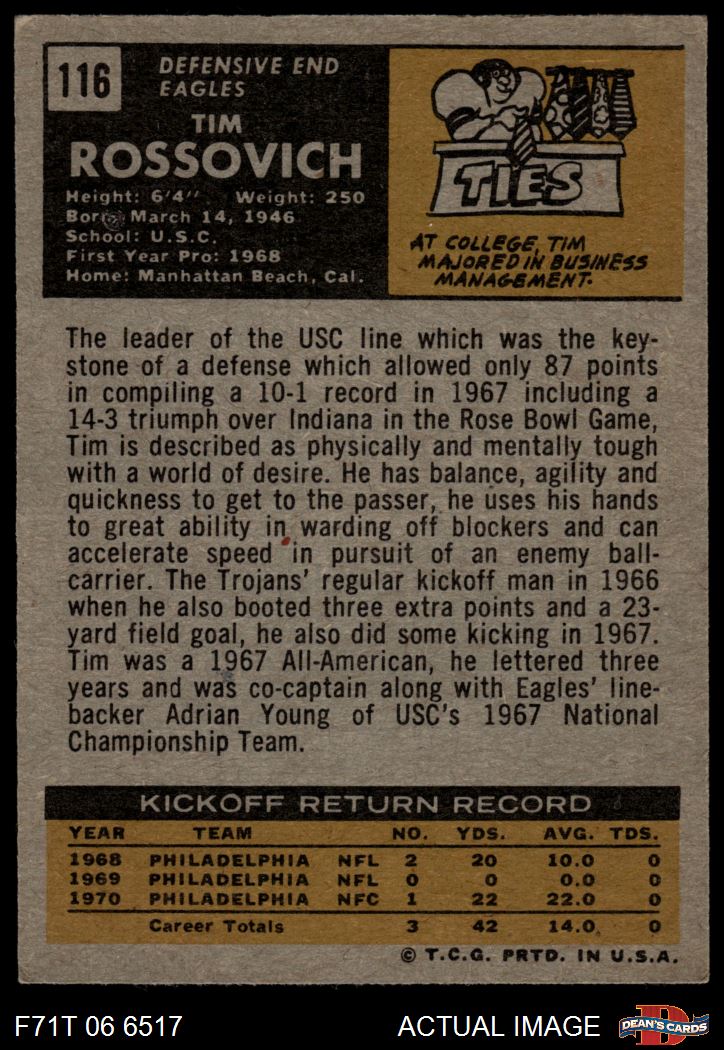 116
DEFENSIVE END
EAGLES
TIM
ROSSOVICH
Height: 6'4" Weight: 250
Born: March 14, 1946
School: U.S.C.
First Year Pro: 1968
Home: Manhattan Beach, Cal.
TIES
AT COLLEGE, TIM
MAJORED IN BUSINESS
MANAGEMENT.
The leader of the USC line which was the key-
stone of a defense which allowed only 87 points
in compiling a 10-1 record in 1967 including a
14-3 triumph over Indiana in the Rose Bowl Game,
Tim is described as physically and mentally tough
with a world of desire. He has balance, agility and
quickness to get to the passer, he uses his hands
to great ability in warding off blockers and can
accelerate speed in pursuit of an enemy ball-
carrier. The Trojans' regular kickoff man in 1966
when he also booted three extra points and a 23-
yard field goal, he also did some kicking in 1967.
Tim was a 1967 All-American, he lettered three
years and was co-captain along with Eagles' line-
backer Adrian Young of USC's 1967 National
Championship Team.
KICKOFF RETURN RECORD
YEAR TEAM NO. YDS. AVG. TDS.
1968 PHILADELPHIA NFL 2 20 10.0 0
1969 PHILADELPHIA NFL 0 0 0.0 0
1970 PHILADELPHIA NFC 1 22 22.0 0
Career Totals 3 42 14.0 0
© T.C.G. PRTD. IN U.S.A.
F71T 06 6517 ACTUAL IMAGE
D
DEAN'S CARDS